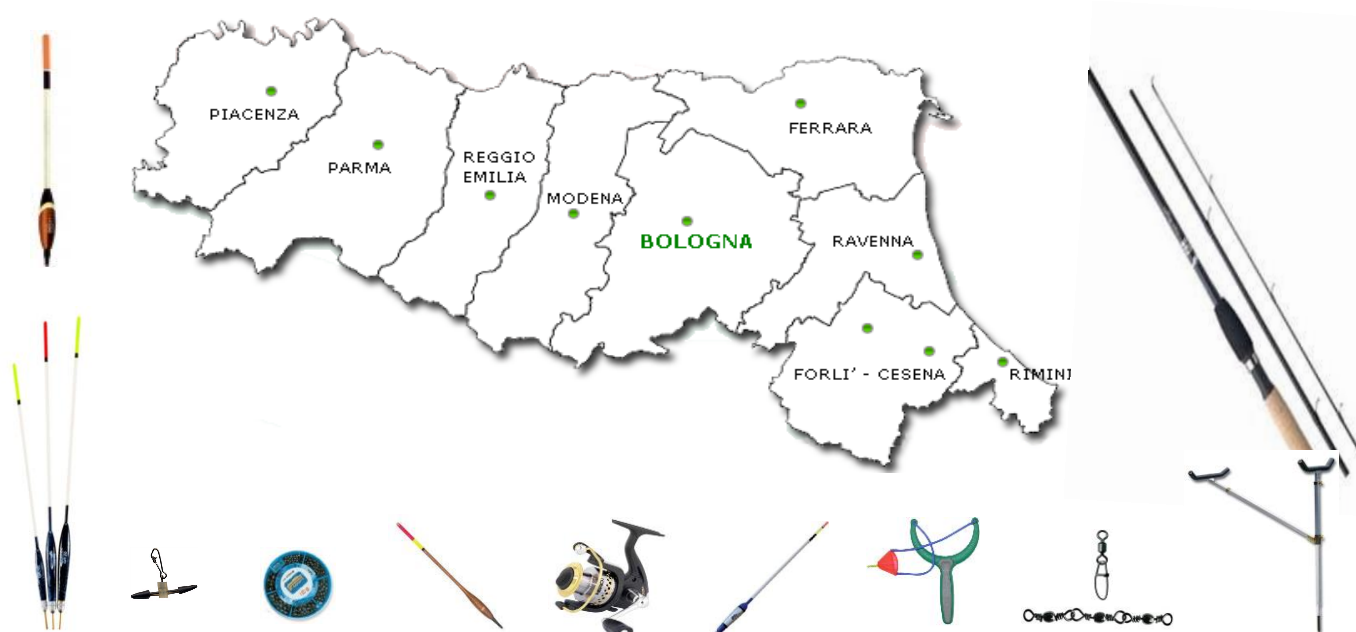 PIACENZA
PARMA
REGGIO
EMILIA
MODENA
BOLOGNA
FERRARA
RAVENNA
FORLI' - CESENA
RIMINI